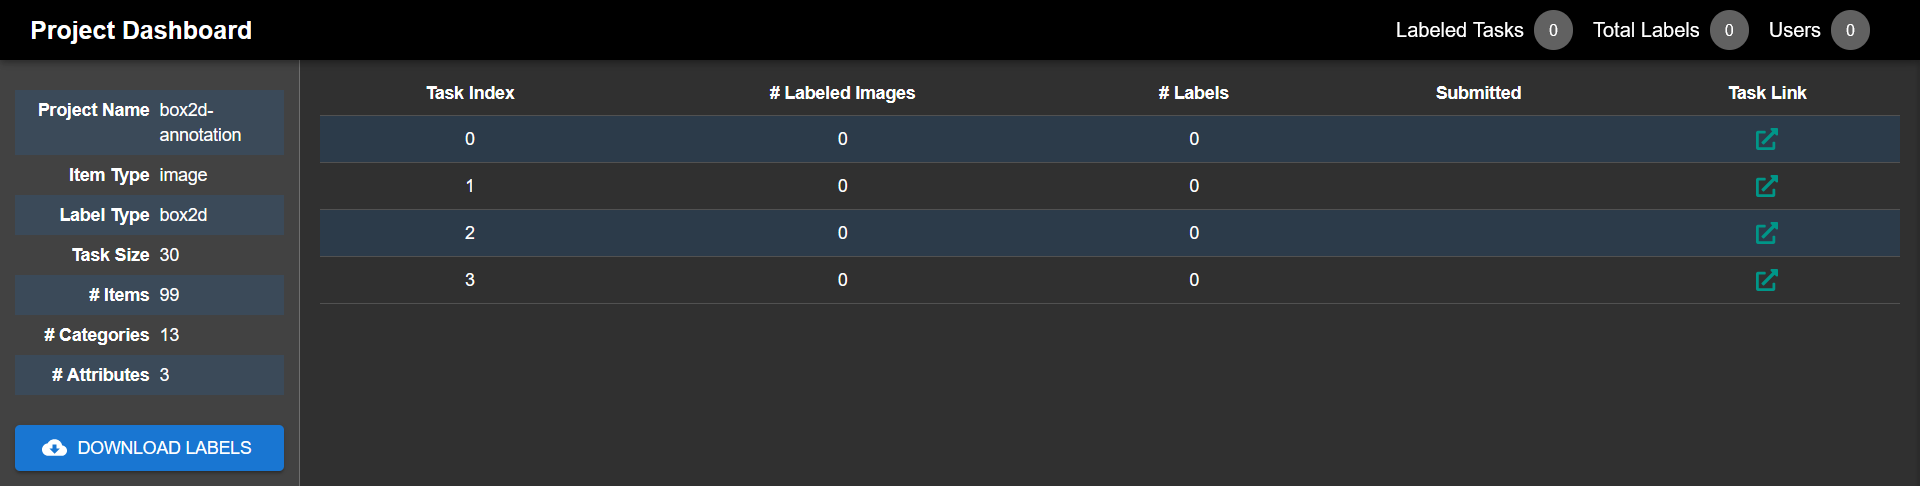 Project Dashboard
Labeled Tasks 0 Total Labels 0 Users 0
Project Name box2d-
annotation
Item Type image
Label Type box2d
Task Size 30
# Items 99
# Categories 13
# Attributes 3
DOWNLOAD LABELS
Task Index # Labeled Images # Labels Submitted Task Link
0 0 0
1 0 0
2 0 0
3 0 0